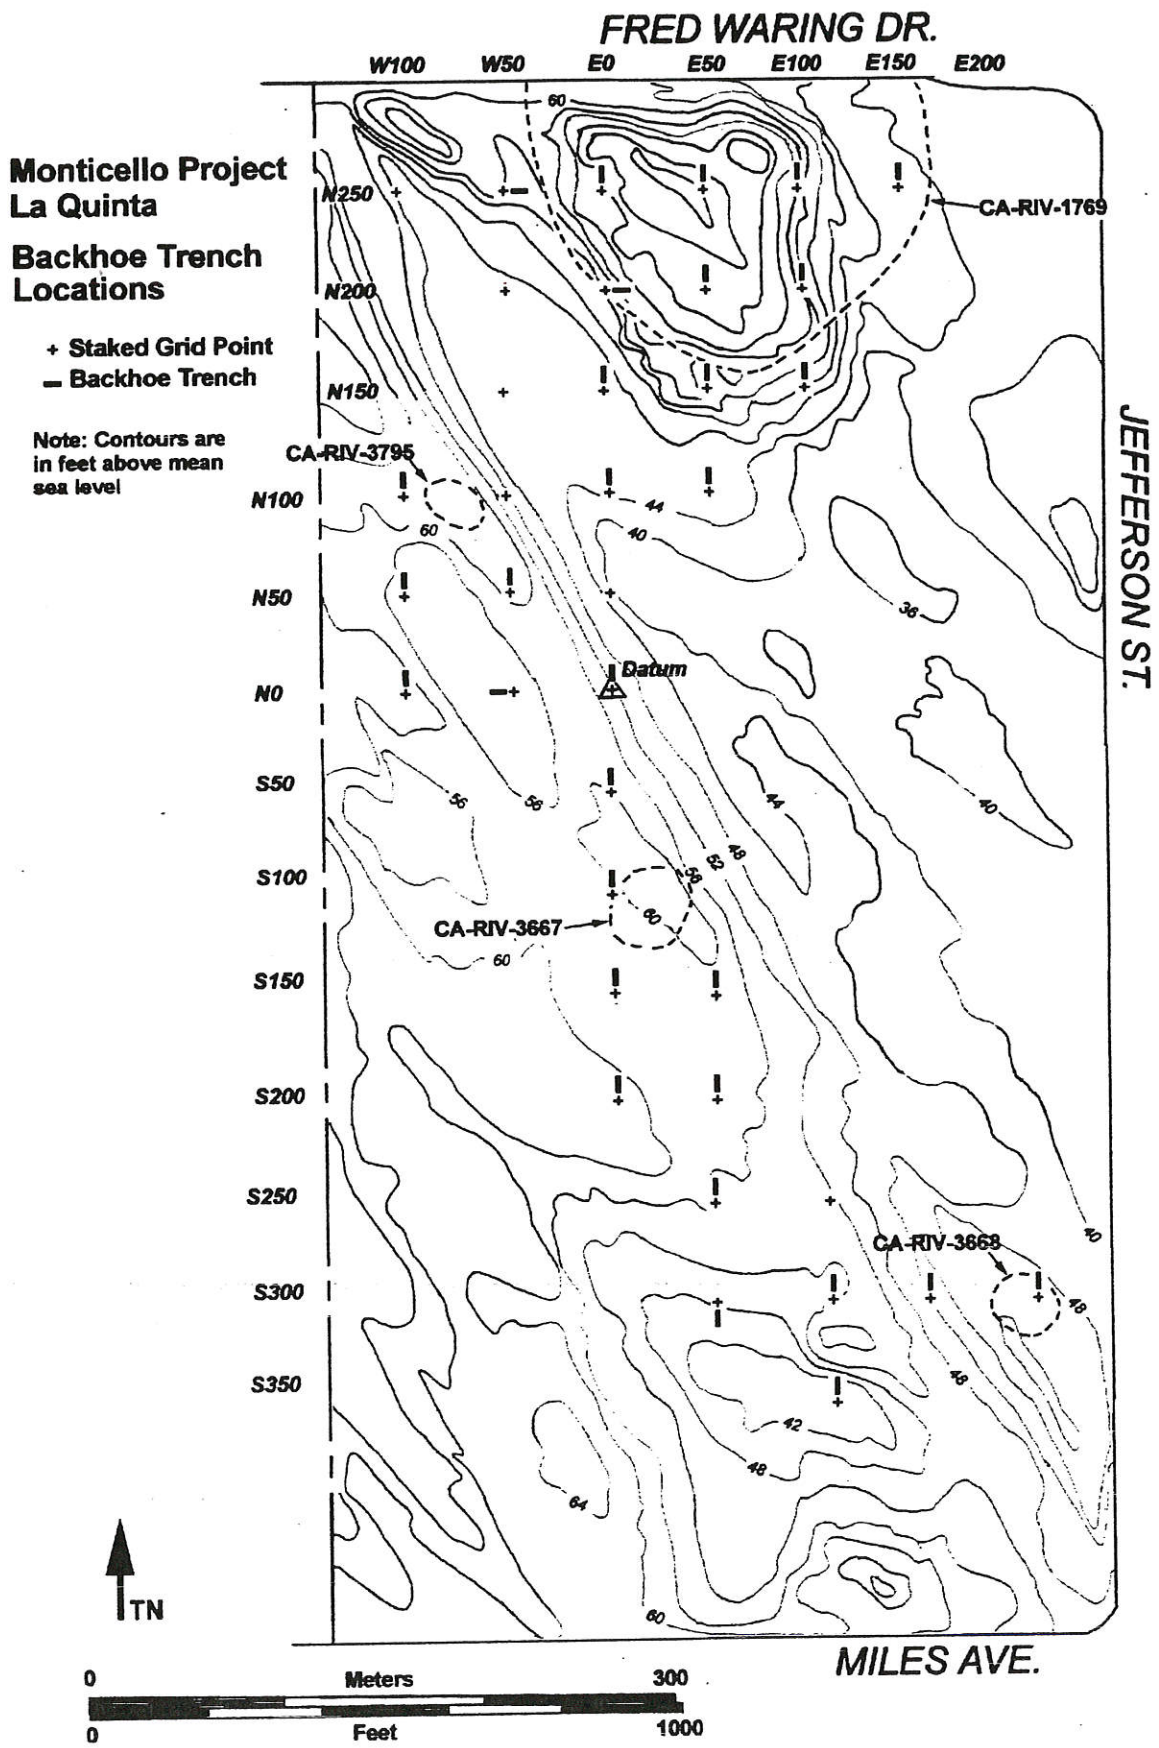 FRED WARING DR.
W100 W50 E0 E50 E100 E150 E200
60
Monticello Project
La Quinta
N250
CA-RIV-1769
Backhoe Trench
Locations
N200
+ Staked Grid Point
Backhoe Trench
N150
Note: Contours are
in feet above mean
sea level
CA-RIV-3795
JEFFERSON ST.
N100
44
60
40
N50
36
Datum
N0
S50
56
56
44
40
48
52
S100
56
60
CA-RIV-3667
60
S150
S200
S250
40
CA-RIV-3668
S300
48
S350
48
42
48
64
TN
60
MILES AVE.
0 Meters 300
0 Feet 1000